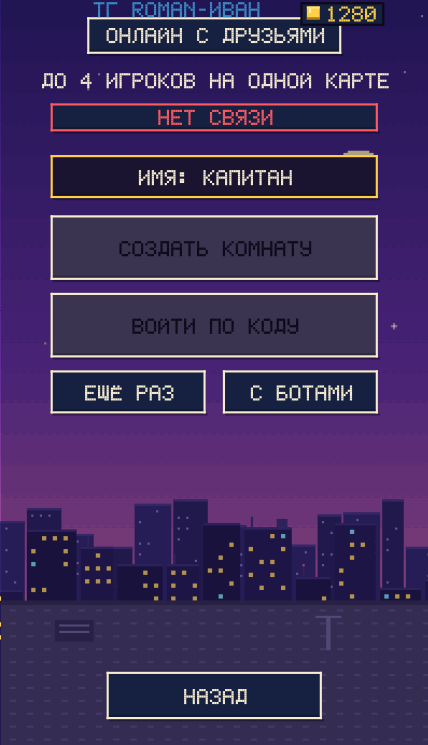 ТГ ROMAN-ИВАН
1280
ОНЛАЙН С ДРУЗЬЯМИ
ДО 4 ИГРОКОВ НА ОДНОЙ КАРТЕ
НЕТ СВЯЗИ
ИМЯ: КАПИТАН
СОЗДАТЬ КОМНАТУ
ВОЙТИ ПО КОДУ
ЕЩЁ РАЗ
С БОТАМИ
НАЗАД